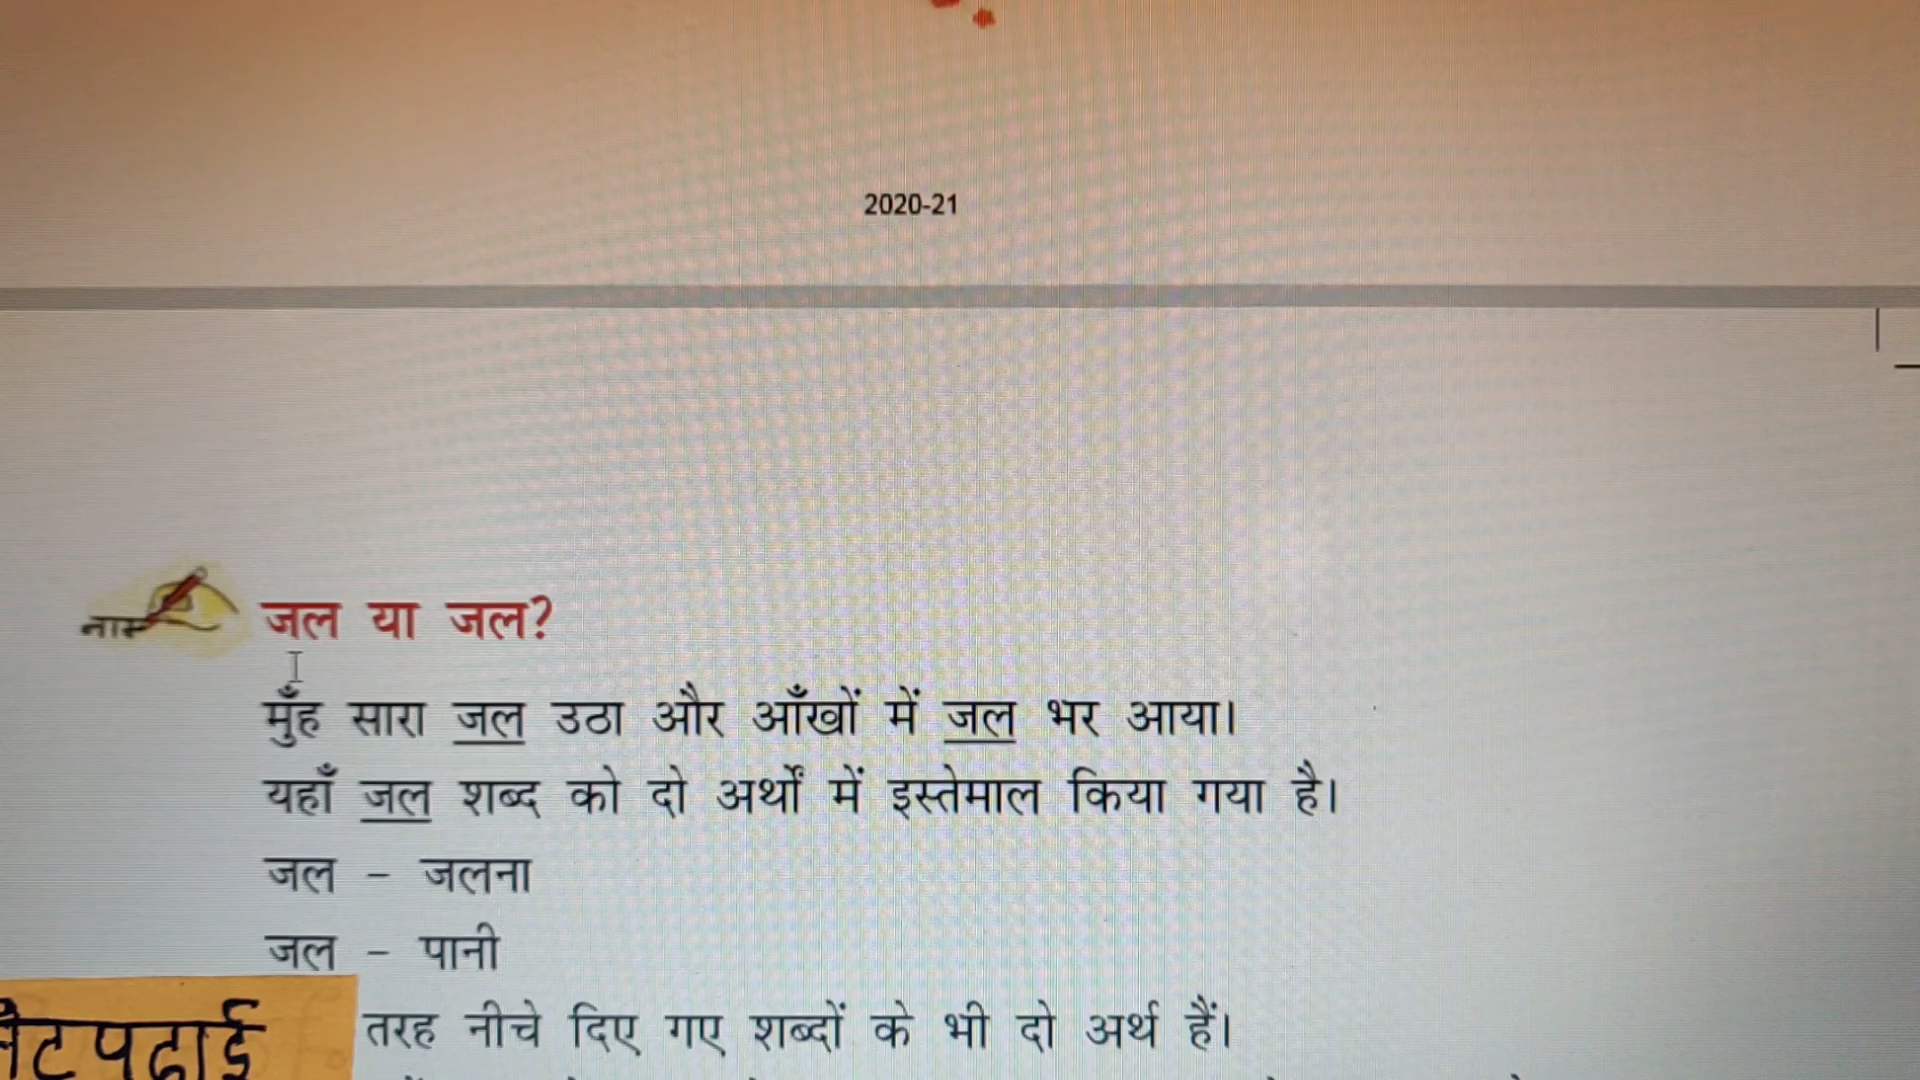 2020-21
नाम
जल या जल?
मुँह सारा जल उठा और आँखों में जल भर आया।
यहाँ जल शब्द को दो अर्थों में इस्तेमाल किया गया है।
जल – जलना
जल – पानी
तरह नीचे दिए गए शब्दों के भी दो अर्थ हैं।
नेटपढाई